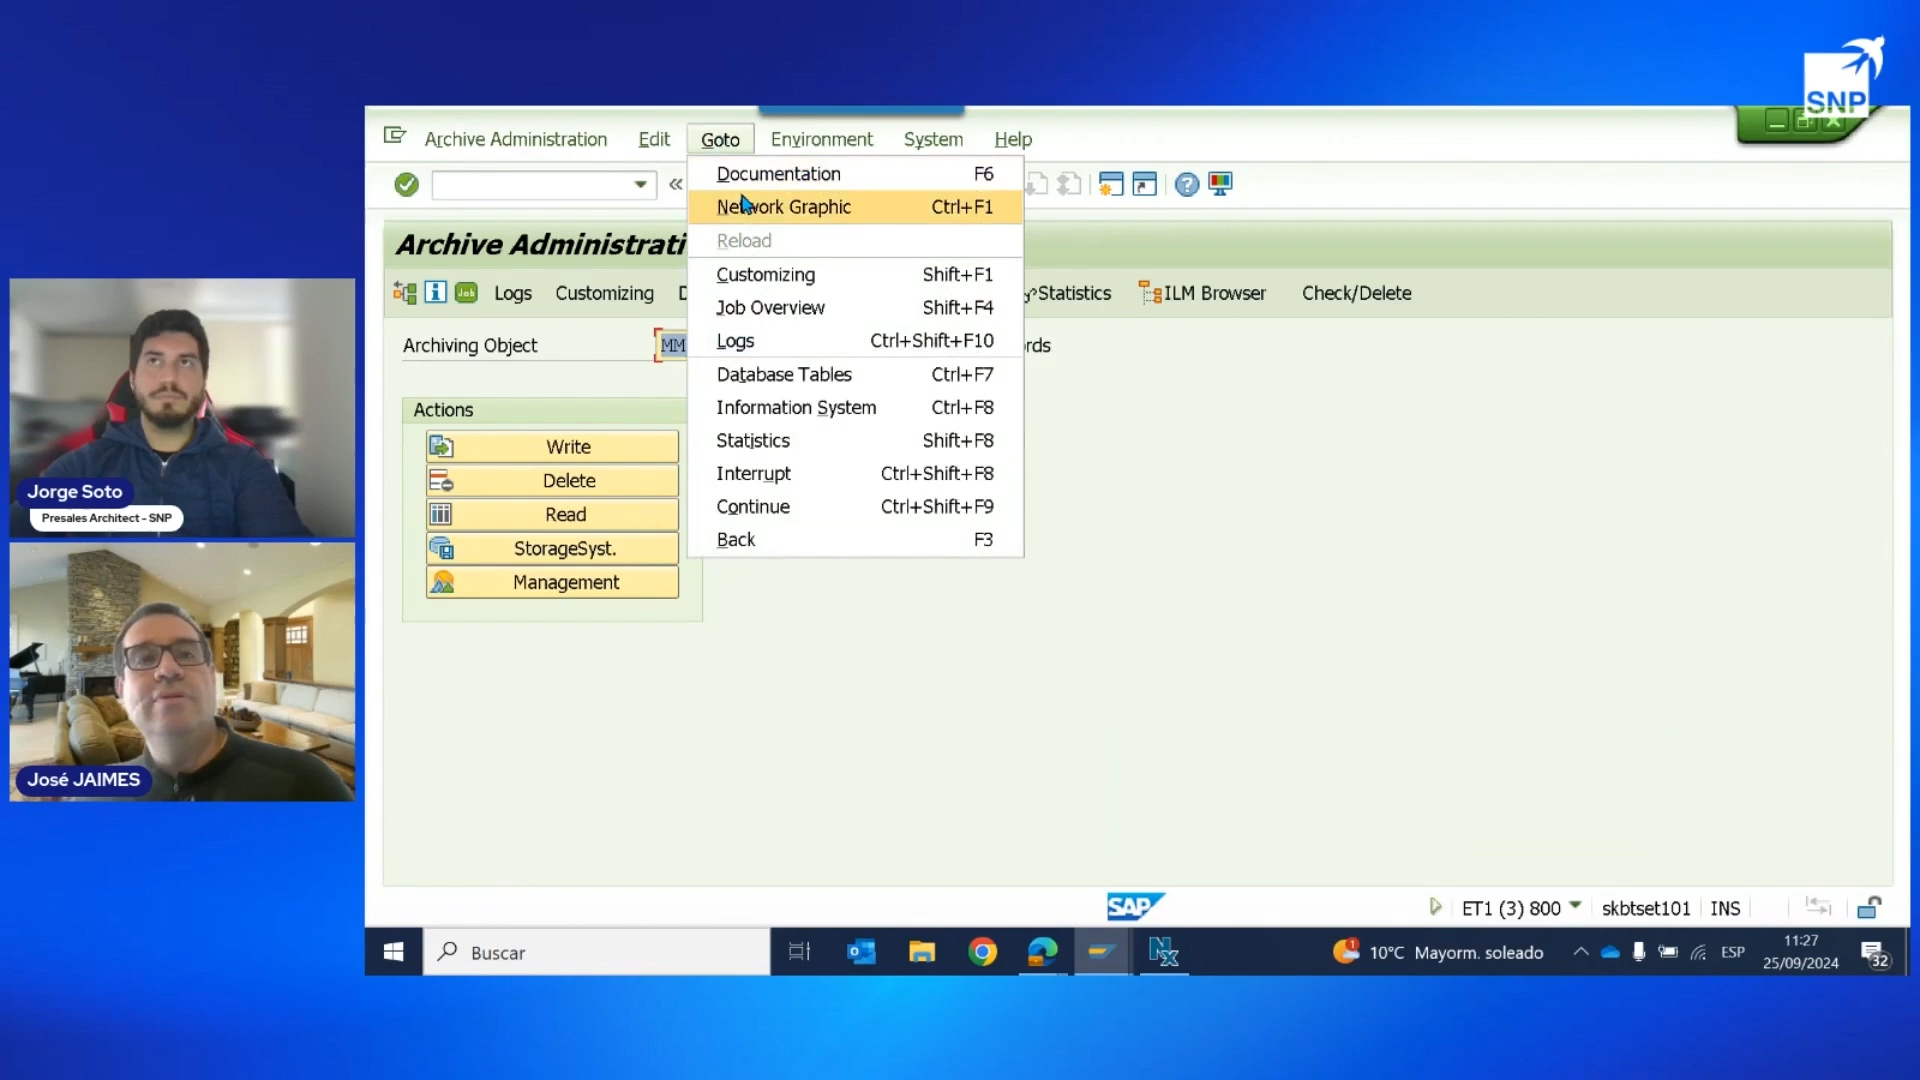 SNP
Archive Administration Edit Goto Environment System Help
Documentation F6
Network Graphic Ctrl+F1
Reload
Customizing Shift+F1
Job Overview Shift+F4
Logs Ctrl+Shift+F10
Database Tables Ctrl+F7
Information System Ctrl+F8
Statistics Shift+F8
Interrupt Ctrl+Shift+F8
Continue Ctrl+Shift+F9
Back F3
Archive Administrati
Job Logs Customizing D Statistics ILM Browser Check/Delete
Archiving Object MM rds
Actions
Write
Delete
Read
StorageSyst.
Management
Jorge Soto
Presales Architect - SNP
José JAIMES
SAP ET1 (3) 800 skbtset101 INS
Buscar
1 10°C Mayorm. soleado ESP
11:27
25/09/2024
32